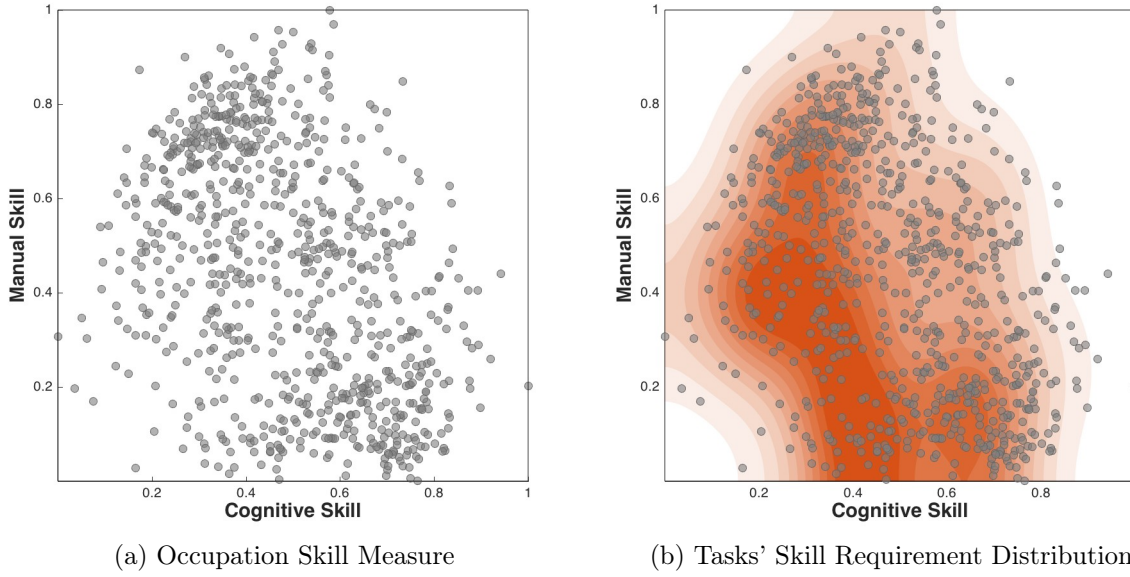 1
0.8
0.6
0.4
0.2
Manual Skill
0.2 0.4 0.6 0.8 1
Cognitive Skill
(a) Occupation Skill Measure
1
0.8
0.6
0.4
0.2
Manual Skill
0.2 0.4 0.6 0.8
Cognitive Skill
(b) Tasks' Skill Requirement Distribution